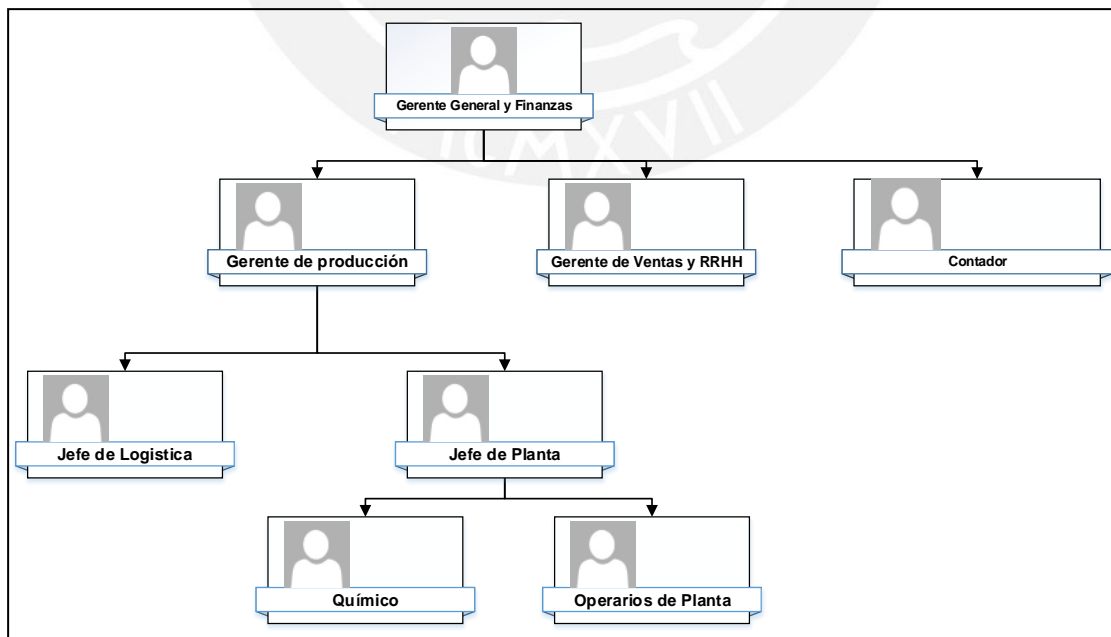 Gerente General y Finanzas
MCMXVII
Gerente de producción
Gerente de Ventas y RRHH
Contador
Jefe de Logistica
Jefe de Planta
Químico
Operarios de Planta